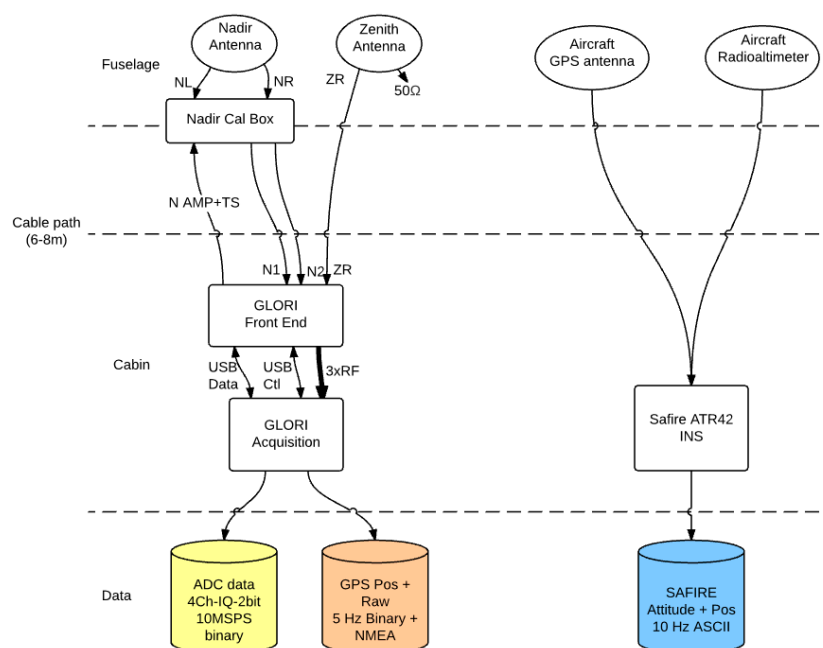 Nadir
Antenna
Zenith
Antenna
Aircraft
GPS antenna
Aircraft
Radioaltimeter
Fuselage
NL
NR
ZR
50Ω
Nadir Cal Box
N AMP+TS
Cable path
(6-8m)
N1
N2
ZR
GLORI
Front End
Cabin
USB
Data
USB
Ctl
3xRF
GLORI
Acquisition
Safire ATR42
INS
Data
ADC data
4Ch-IQ-2bit
10MSPS
binary
GPS Pos +
Raw
5 Hz Binary +
NMEA
SAFIRE
Attitude + Pos
10 Hz ASCII